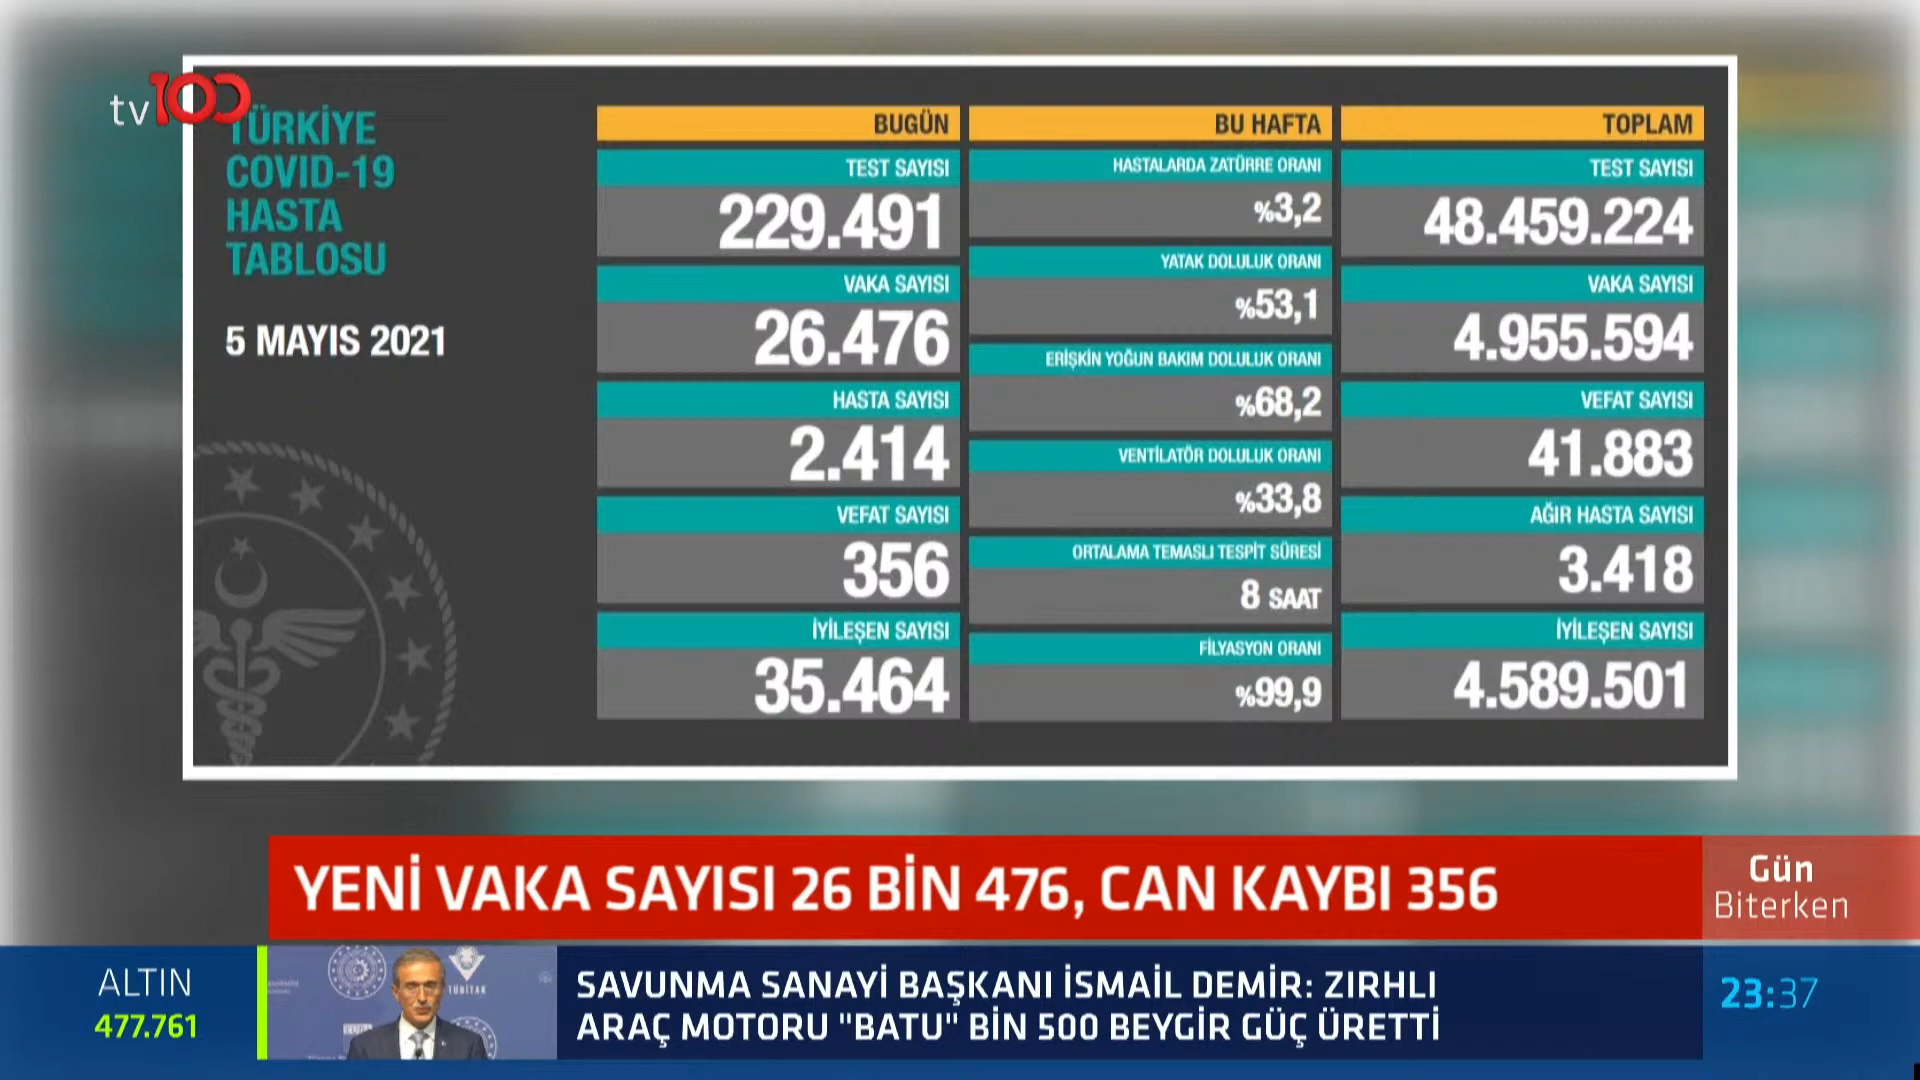 tv100
TÜRKİYE
COVID-19
HASTA
TABLOSU
5 MAYIS 2021
BUGÜN
TEST SAYISI
229.491
VAKA SAYISI
26.476
HASTA SAYISI
2.414
VEFAT SAYISI
356
İYİLEŞEN SAYISI
35.464
BU HAFTA
HASTALARDA ZATÜRRE ORANI
%3,2
YATAK DOLULUK ORANI
%53,1
ERİŞKİN YOĞUN BAKIM DOLULUK ORANI
%68,2
VENTİLATÖR DOLULUK ORANI
%33,8
ORTALAMA TEMASLI TESPİT SÜRESİ
8 SAAT
FİLYASYON ORANI
%99,9
TOPLAM
TEST SAYISI
48.459.224
VAKA SAYISI
4.955.594
VEFAT SAYISI
41.883
AĞIR HASTA SAYISI
3.418
İYİLEŞEN SAYISI
4.589.501
YENİ VAKA SAYISI 26 BİN 476, CAN KAYBI 356
Gün
Biterken
ALTIN
477.761
TÜBİTAK
SAVUNMA SANAYİ BAŞKANI İSMAİL DEMİR: ZIRHLI
ARAÇ MOTORU "BATU" BİN 500 BEYGİR GÜÇ ÜRETTİ
23:37